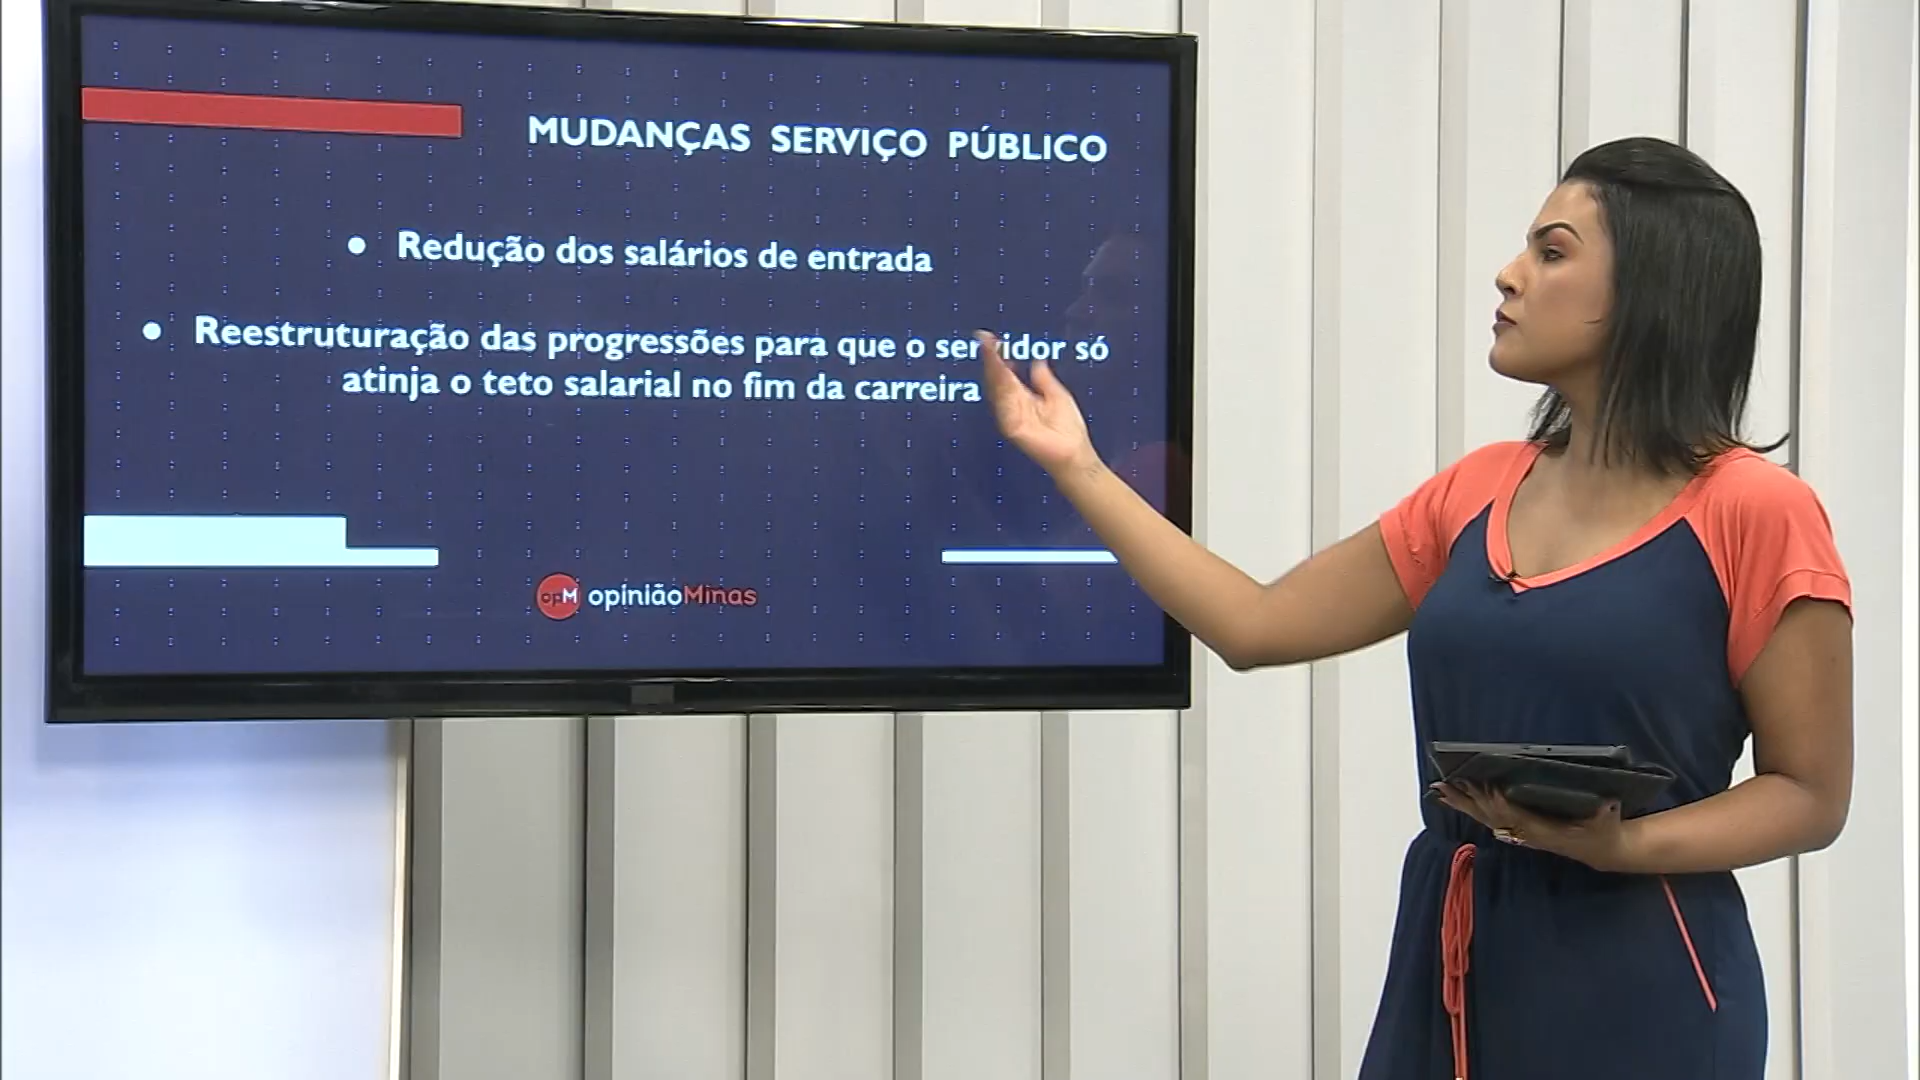 MUDANÇAS SERVIÇO PÚBLICO
● Redução dos salários de entrada
● Reestruturação das progressões para que o servidor só
atinja o teto salarial no fim da carreira
opM opiniãoMinas